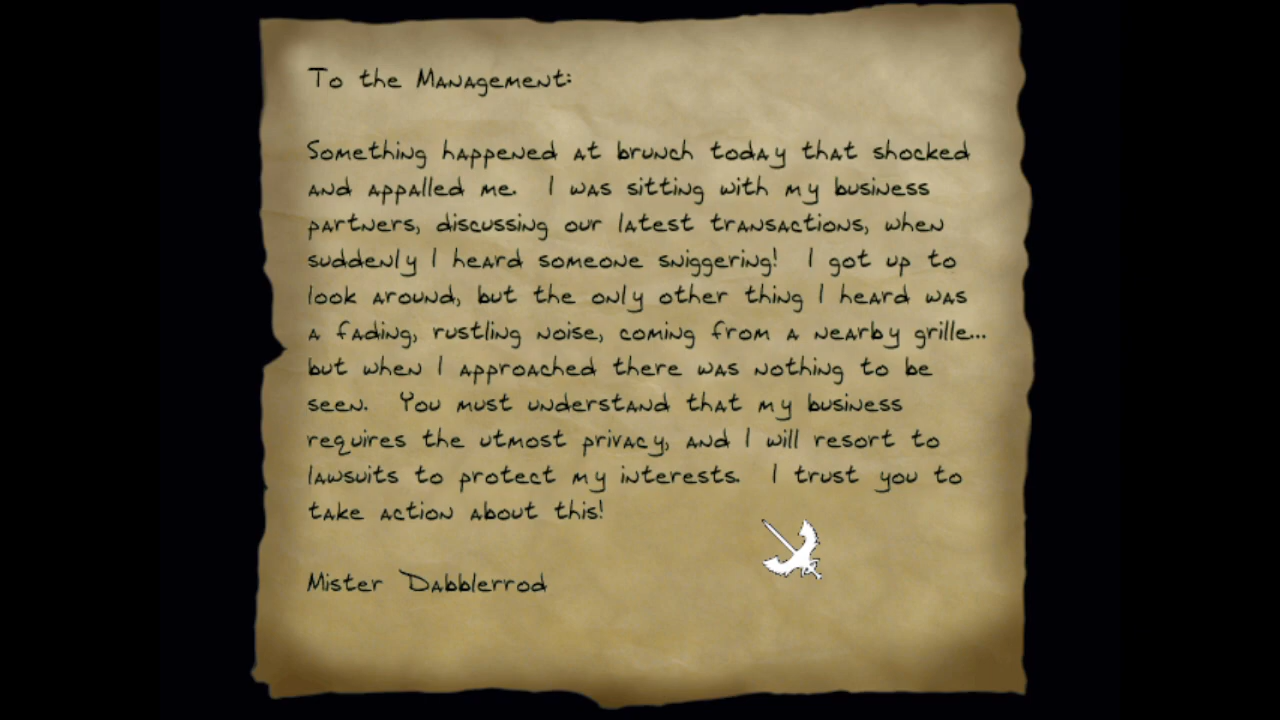 To the Management:
Something happened at brunch today that shocked
and appalled me.  I was sitting with my business
partners, discussing our latest transactions, when
suddenly I heard someone sniggering!  I got up to
look around, but the only other thing I heard was
a fading, rustling noise, coming from a nearby grille...
but when I approached there was nothing to be
seen.  You must understand that my business
requires the utmost privacy, and I will resort to
lawsuits to protect my interests.  I trust you to
take action about this!
Mister Dabblerrod